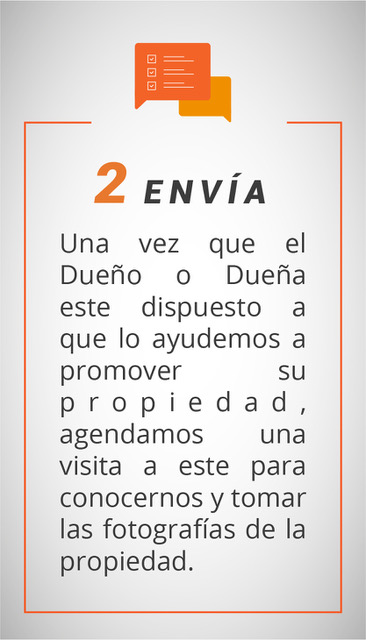 2 ENVÍA
Una vez que el
Dueño o Dueña
este dispuesto a
que lo ayudemos a
promover su
propiedad,
agendamos una
visita a este para
conocernos y tomar
las fotografías de la
propiedad.